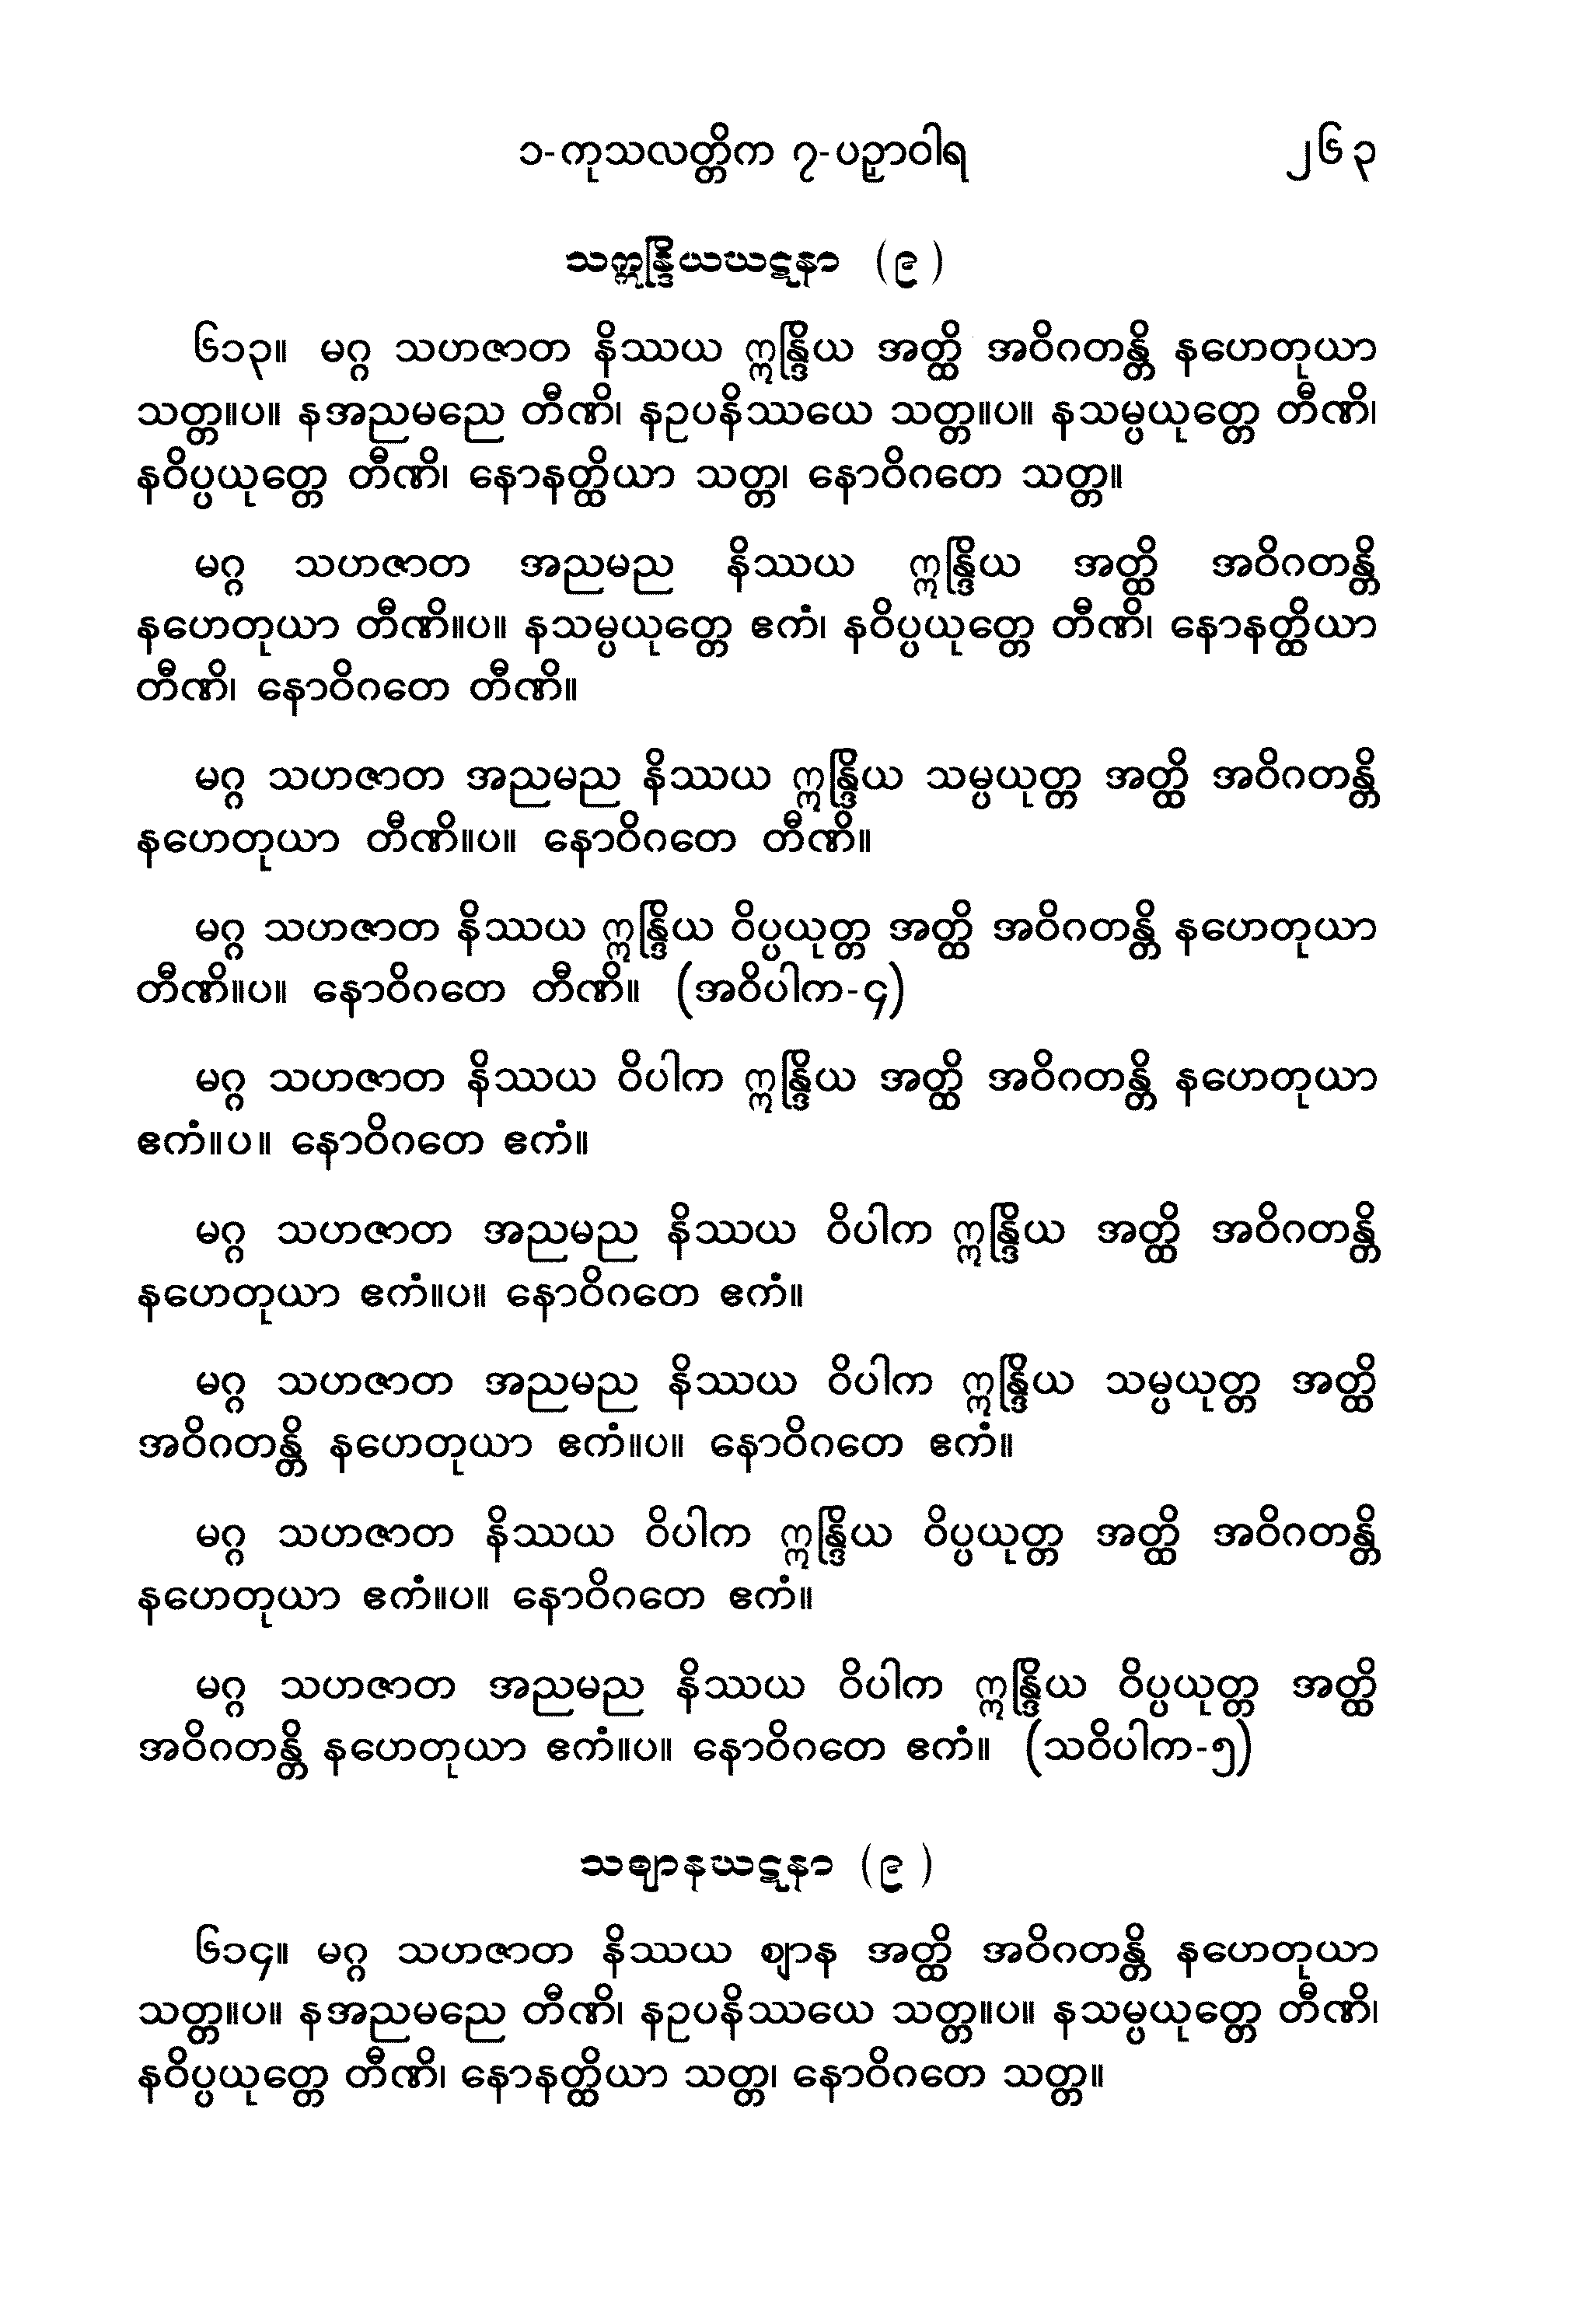 ၁-ကုသလတ္တိက ၇-ပဉှာဝါရ ၂၆၃
သဣန္ဒြိယဃဋနာ (၉)
၆၁၃။ မဂ္ဂ သဟဇာတ နိဿယ ဣန္ဒြိယ အတ္ထိ အဝိဂတန္တိ နဟေတုယာ
သတ္တ။ပ။ နအညမညေ တီဏိ၊ နဥပနိဿယေ သတ္တ။ပ။ နသမ္ပယုတ္တေ တီဏိ၊
နဝိပ္ပယုတ္တေ တီဏိ၊ နောနတ္ထိယာ သတ္တ၊ နောဝိဂတေ သတ္တ။
မဂ္ဂ သဟဇာတ အညမည နိဿယ ဣန္ဒြိယ အတ္ထိ အဝိဂတန္တိ
နဟေတုယာ တီဏိ။ပ။ နသမ္ပယုတ္တေ ဧကံ၊ နဝိပ္ပယုတ္တေ တီဏိ၊ နောနတ္ထိယာ
တီဏိ၊ နောဝိဂတေ တီဏိ။
မဂ္ဂ သဟဇာတ အညမည နိဿယ ဣန္ဒြိယ သမ္ပယုတ္တ အတ္ထိ အဝိဂတန္တိ
နဟေတုယာ တီဏိ။ပ။ နောဝိဂတေ တီဏိ။
မဂ္ဂ သဟဇာတ နိဿယ ဣန္ဒြိယ ဝိပ္ပယုတ္တ အတ္ထိ အဝိဂတန္တိ နဟေတုယာ
တီဏိ။ပ။ နောဝိဂတေ တီဏိ။ (အဝိပါက-၄)
မဂ္ဂ သဟဇာတ နိဿယ ဝိပါက ဣန္ဒြိယ အတ္ထိ အဝိဂတန္တိ နဟေတုယာ
ဧကံ။ပ။ နောဝိဂတေ ဧကံ။
မဂ္ဂ သဟဇာတ အညမည နိဿယ ဝိပါက ဣန္ဒြိယ အတ္ထိ အဝိဂတန္တိ
နဟေတုယာ ဧကံ။ပ။ နောဝိဂတေ ဧကံ။
မဂ္ဂ သဟဇာတ အညမည နိဿယ ဝိပါက ဣန္ဒြိယ သမ္ပယုတ္တ အတ္ထိ
အဝိဂတန္တိ နဟေတုယာ ဧကံ။ပ။ နောဝိဂတေ ဧကံ။
မဂ္ဂ သဟဇာတ နိဿယ ဝိပါက ဣန္ဒြိယ ဝိပ္ပယုတ္တ အတ္ထိ အဝိဂတန္တိ
နဟေတုယာ ဧကံ။ပ။ နောဝိဂတေ ဧကံ။
မဂ္ဂ သဟဇာတ အညမည နိဿယ ဝိပါက ဣန္ဒြိယ ဝိပ္ပယုတ္တ အတ္ထိ
အဝိဂတန္တိ နဟေတုယာ ဧကံ။ပ။ နောဝိဂတေ ဧကံ။ (သဝိပါက-၅)
သဈာနဃဋနာ (၉)
၆၁၄။ မဂ္ဂ သဟဇာတ နိဿယ ဈာန အတ္ထိ အဝိဂတန္တိ နဟေတုယာ
သတ္တ။ပ။ နအညမညေ တီဏိ၊ နဥပနိဿယေ သတ္တ။ပ။ နသမ္ပယုတ္တေ တီဏိ၊
နဝိပ္ပယုတ္တေ တီဏိ၊ နောနတ္ထိယာ သတ္တ၊ နောဝိဂတေ သတ္တ။